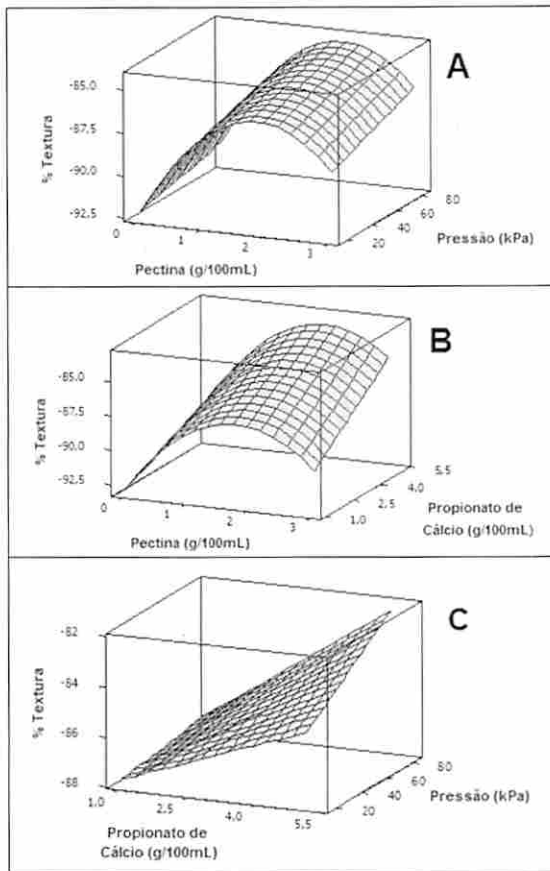 A
-85.0
-87.5
-90.0
-92.5
% Textura
0
1
2
3
Pectina (g/100mL)
20
40
60
80
Pressão (kPa)
B
-85.0
-87.5
-90.0
-92.5
% Textura
0
1
2
3
Pectina (g/100mL)
1.0
2.5
4.0
5.5
Propionato de
Cálcio (g/100mL)
C
-82
-84
-86
-88
% Textura
1.0
2.5
4.0
5.5
Propionato de
Cálcio (g/100mL)
20
40
60
80
Pressão (kPa)